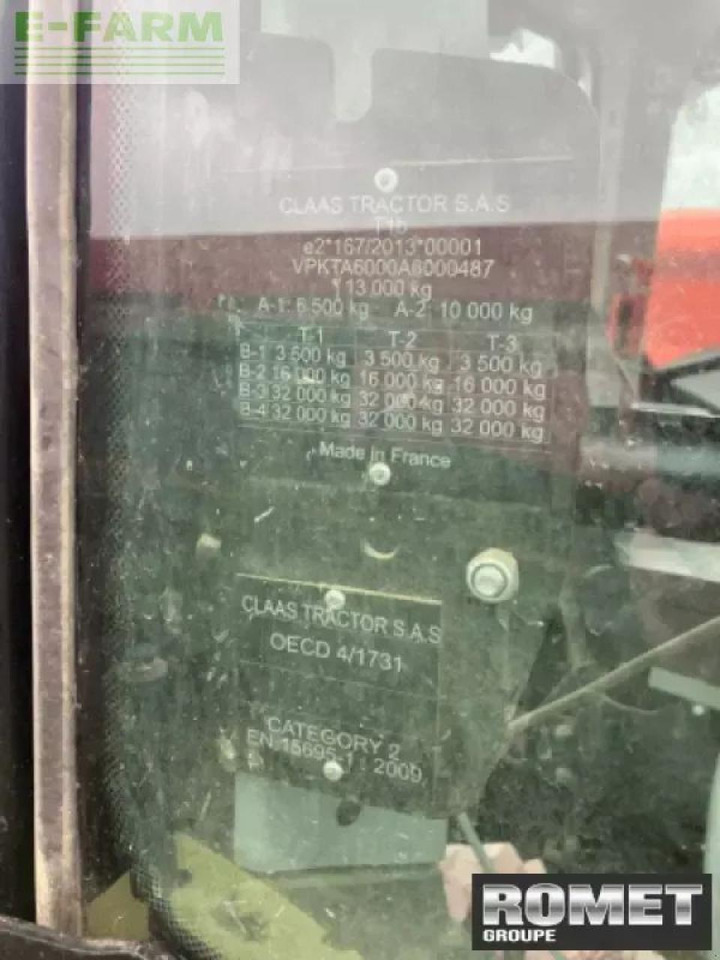 E-FARM
CLAAS TRACTOR S.A.S
T1b
e2*167/2013*00001
VPKTA6000A8000487
13 000 kg
A-1: 6 500 kg A-2: 10 000 kg
T-1 T-2 T-3
B-1 3 500 kg 3 500 kg 3 500 kg
B-2 16 000 kg 16 000 kg 16 000 kg
B-3 32 000 kg 32 000 kg 32 000 kg
B-4 32 000 kg 32 000 kg 32 000 kg
Made in France
CLAAS TRACTOR S.A.S
OECD 4/1731
CATEGORY 2
EN 15695-1 : 2009
ROMET
GROUPE